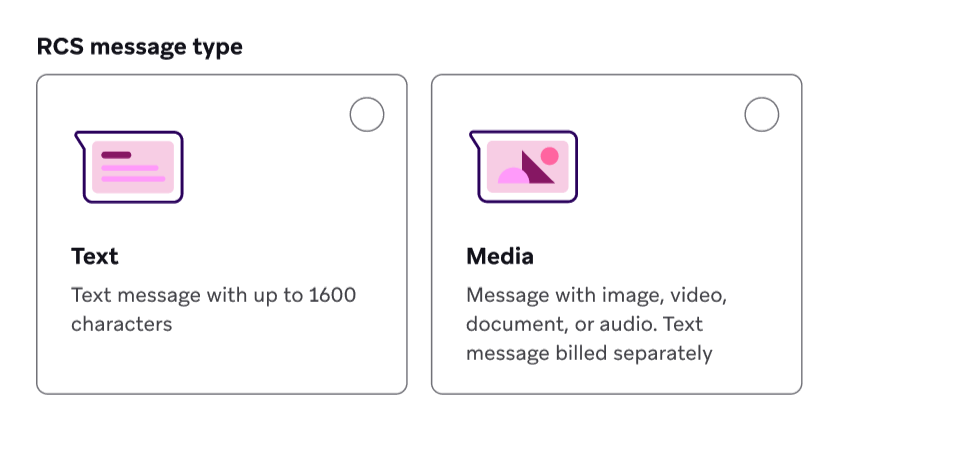 RCS message type
Text
Text message with up to 1600
characters
Media
Message with image, video,
document, or audio. Text
message billed separately